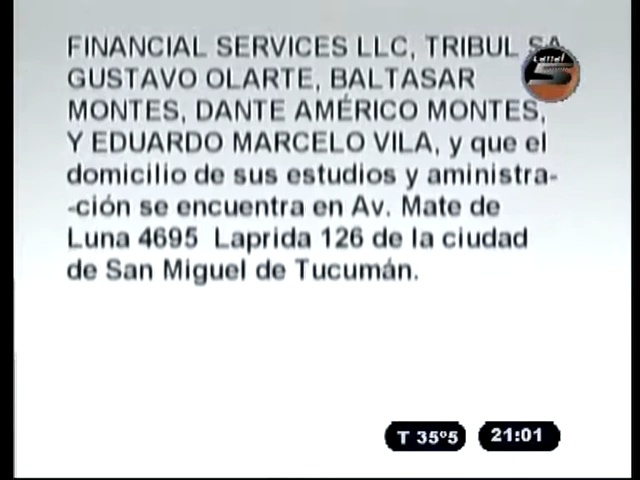 FINANCIAL SERVICES LLC, TRIBUL SA
GUSTAVO OLARTE, BALTASAR
MONTES, DANTE AMÉRICO MONTES,
Y EDUARDO MARCELO VILA, y que el
domicilio de sus estudios y aministra-
-ción se encuentra en Av. Mate de
Luna 4695  Laprida 126 de la ciudad
de San Miguel de Tucumán.
canal
5
T 35º5
21:01